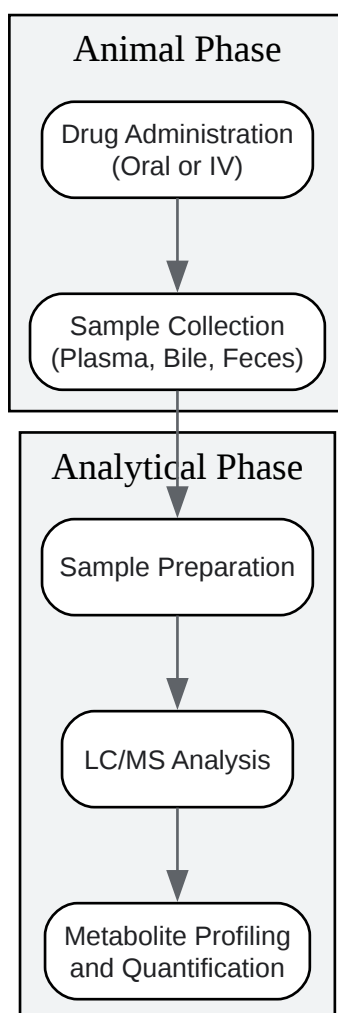 Animal Phase
Drug Administration
(Oral or IV)
Sample Collection
(Plasma, Bile, Feces)
Analytical Phase
Sample Preparation
LC/MS Analysis
Metabolite Profiling
and Quantification